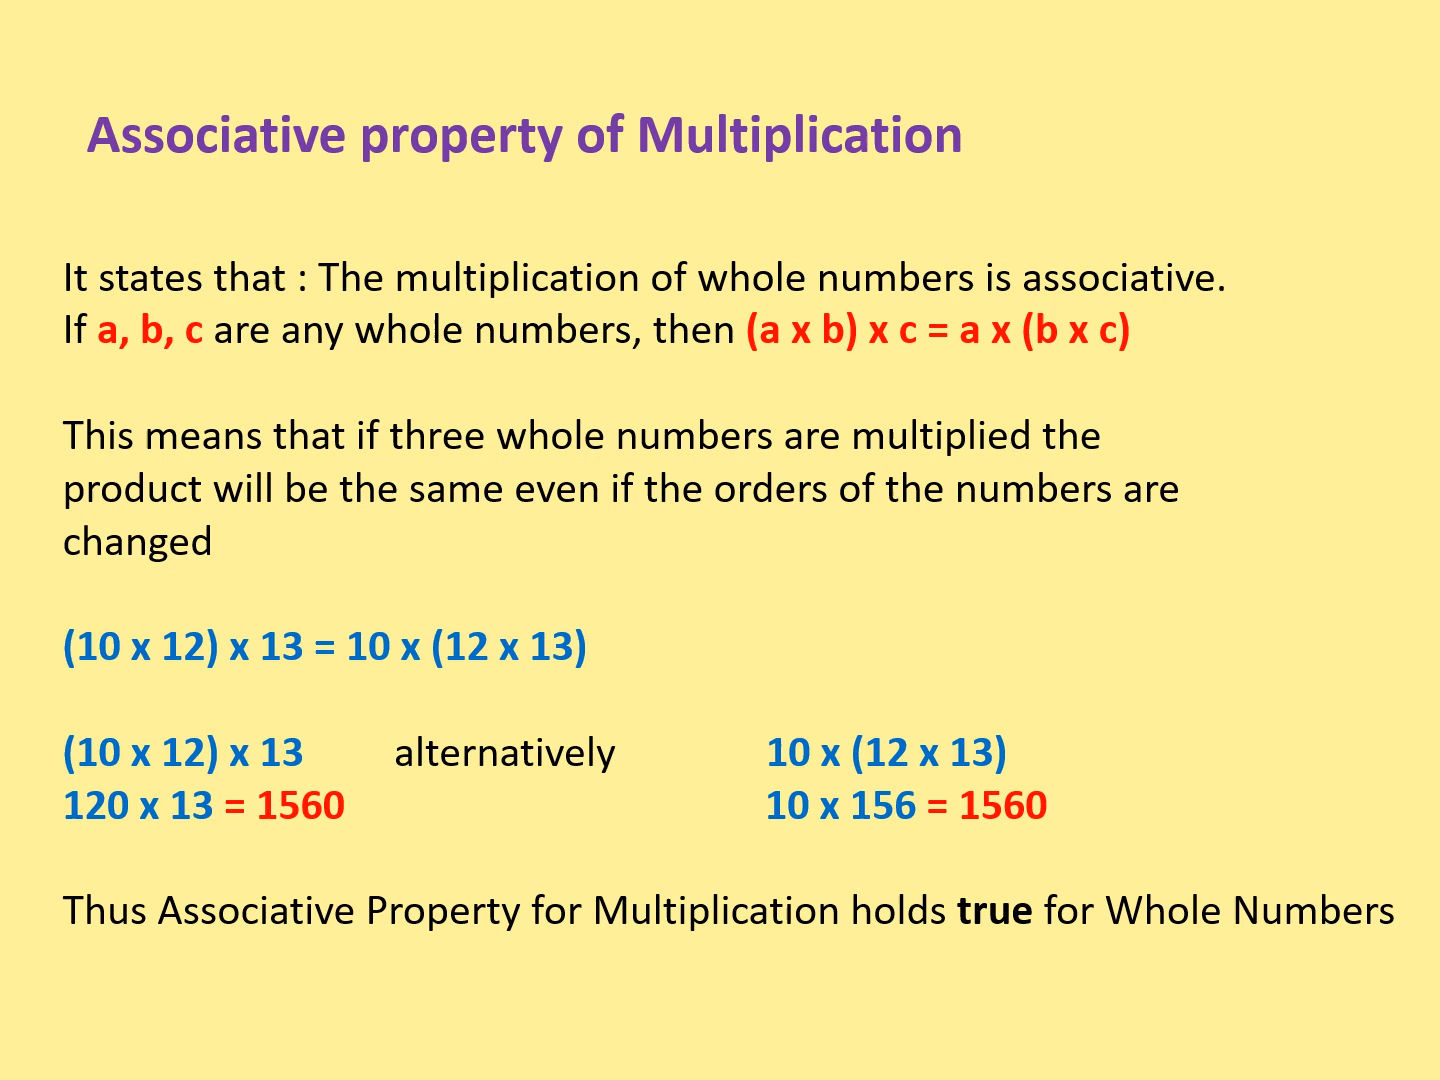 Associative property of Multiplication
It states that : The multiplication of whole numbers is associative.
If a, b, c are any whole numbers, then (a x b) x c = a x (b x c)
This means that if three whole numbers are multiplied the
product will be the same even if the orders of the numbers are
changed
(10 x 12) x 13 = 10 x (12 x 13)
(10 x 12) x 13 alternatively 10 x (12 x 13)
120 x 13 = 1560 10 x 156 = 1560
Thus Associative Property for Multiplication holds true for Whole Numbers